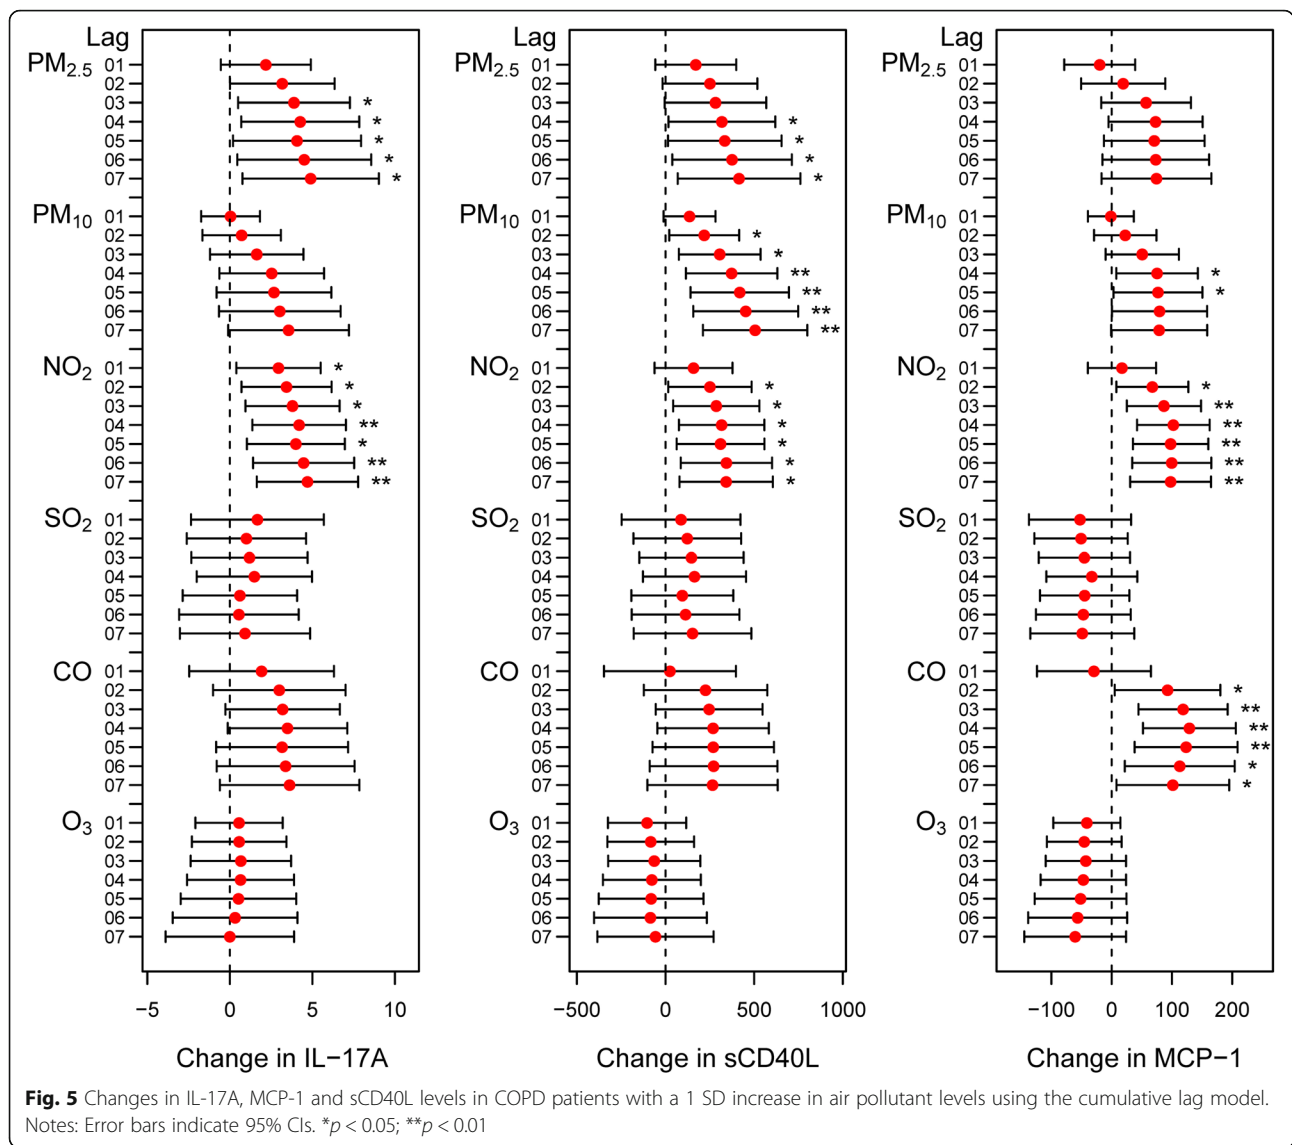 Lag Lag Lag
PM2.5 01 PM2.5 01 PM2.5 01
02 02 02
03 * 03 03
04 * 04 * 04
05 * 05 * 05
06 * 06 * 06
07 * 07 * 07
PM10 01 PM10 01 PM10 01
02 02 * 02
03 03 * 03
04 04 ** 04 *
05 05 ** 05 *
06 06 ** 06
07 07 ** 07
NO2 01 * NO2 01 NO2 01
02 * 02 * 02 *
03 * 03 * 03 **
04 ** 04 * 04 **
05 * 05 * 05 **
06 ** 06 * 06 **
07 ** 07 * 07 **
SO2 01 SO2 01 SO2 01
02 02 02
03 03 03
04 04 04
05 05 05
06 06 06
07 07 07
CO 01 CO 01 CO 01
02 02 02 *
03 03 03 **
04 04 04 **
05 05 05 **
06 06 06 *
07 07 07 *
O3 01 O3 01 O3 01
02 02 02
03 03 03
04 04 04
05 05 05
06 06 06
07 07 07
−5 0 5 10 −500 0 500 1000 −100 0 100 200
Change in IL−17A Change in sCD40L Change in MCP−1
Fig. 5 Changes in IL-17A, MCP-1 and sCD40L levels in COPD patients with a 1 SD increase in air pollutant levels using the cumulative lag model.
Notes: Error bars indicate 95% CIs. *p < 0.05; **p < 0.01